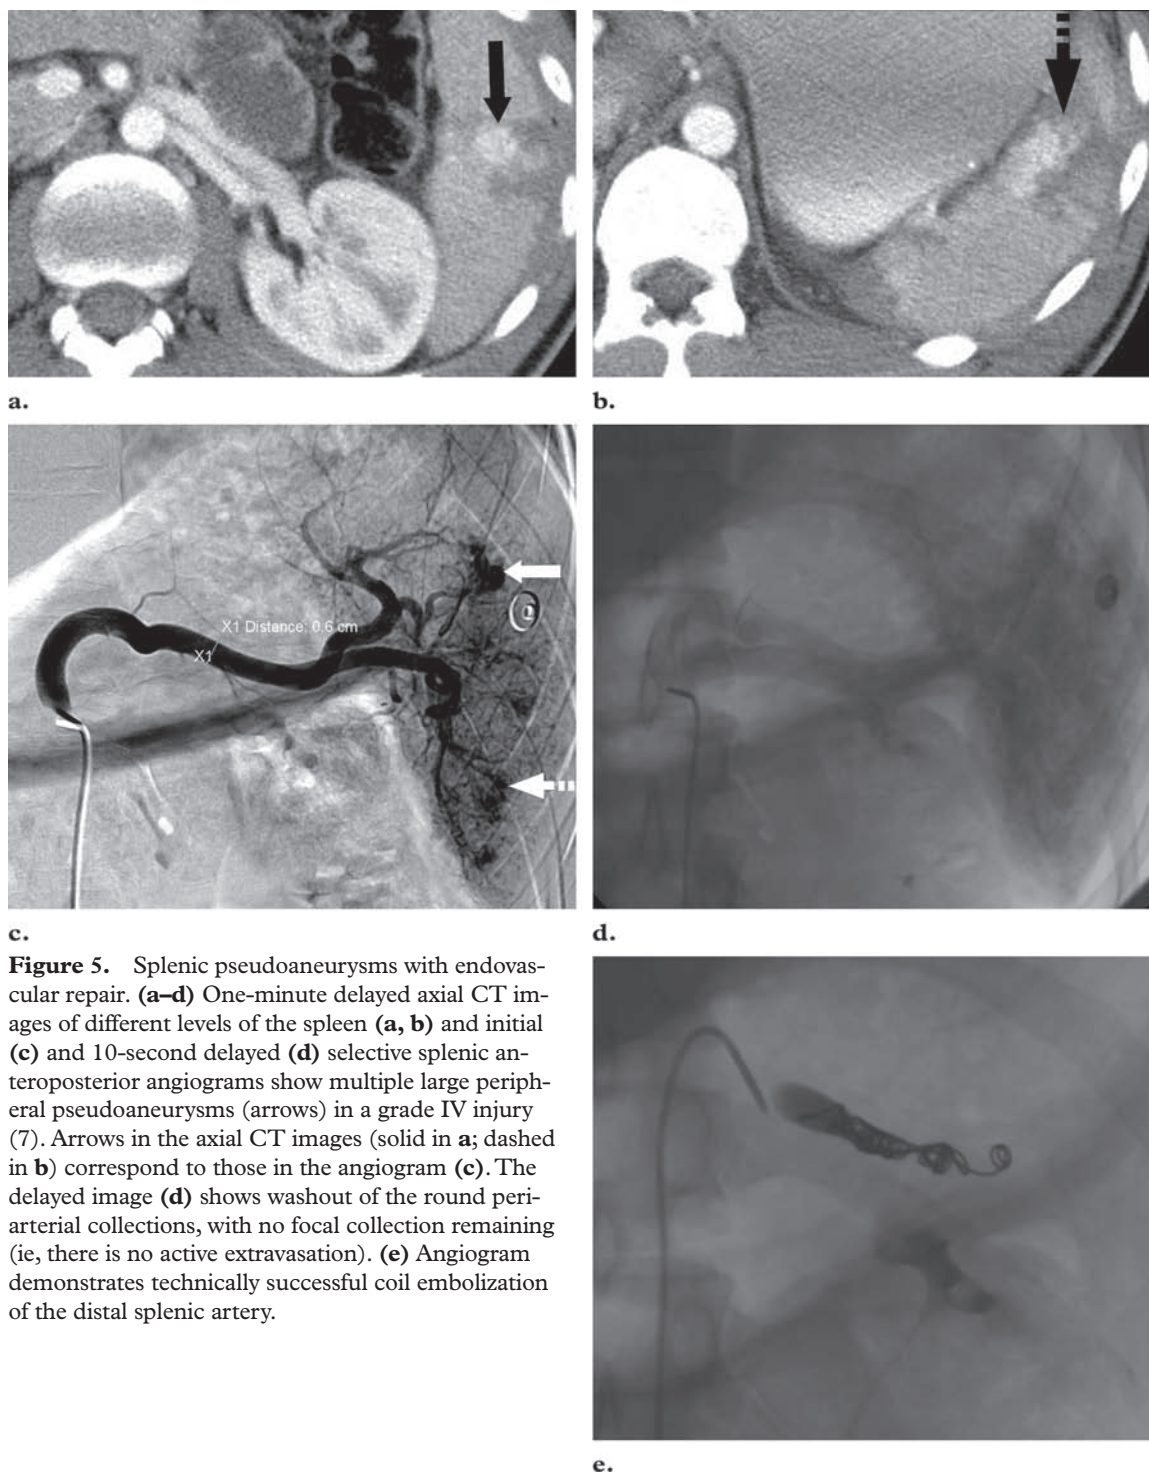 a.
b.
X1 Distance: 0.6 cm
X1
c.
d.
Figure 5. Splenic pseudoaneurysms with endovas-
cular repair. (a–d) One-minute delayed axial CT im-
ages of different levels of the spleen (a, b) and initial
(c) and 10-second delayed (d) selective splenic an-
teroposterior angiograms show multiple large periph-
eral pseudoaneurysms (arrows) in a grade IV injury
(7). Arrows in the axial CT images (solid in a; dashed
in b) correspond to those in the angiogram (c). The
delayed image (d) shows washout of the round peri-
arterial collections, with no focal collection remaining
(ie, there is no active extravasation). (e) Angiogram
demonstrates technically successful coil embolization
of the distal splenic artery.
e.